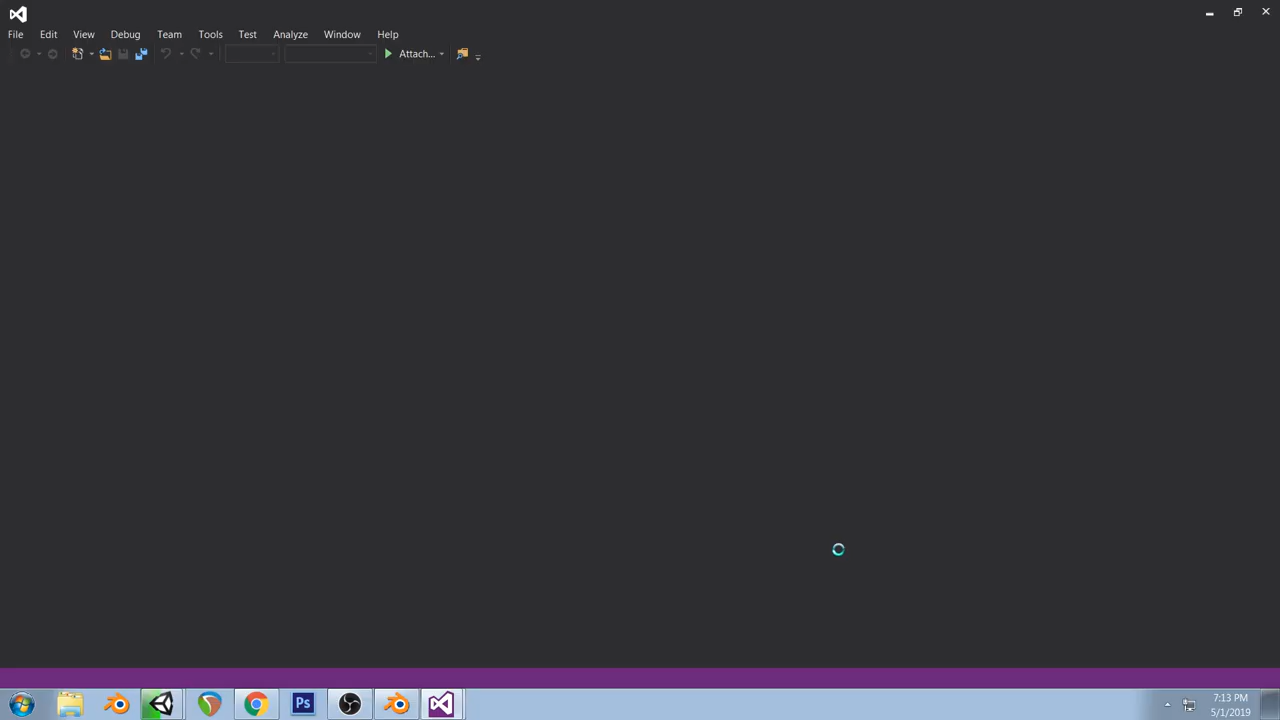 File Edit View Debug Team Tools Test Analyze Window Help
Attach...
Ps
7:13 PM
5/1/2019